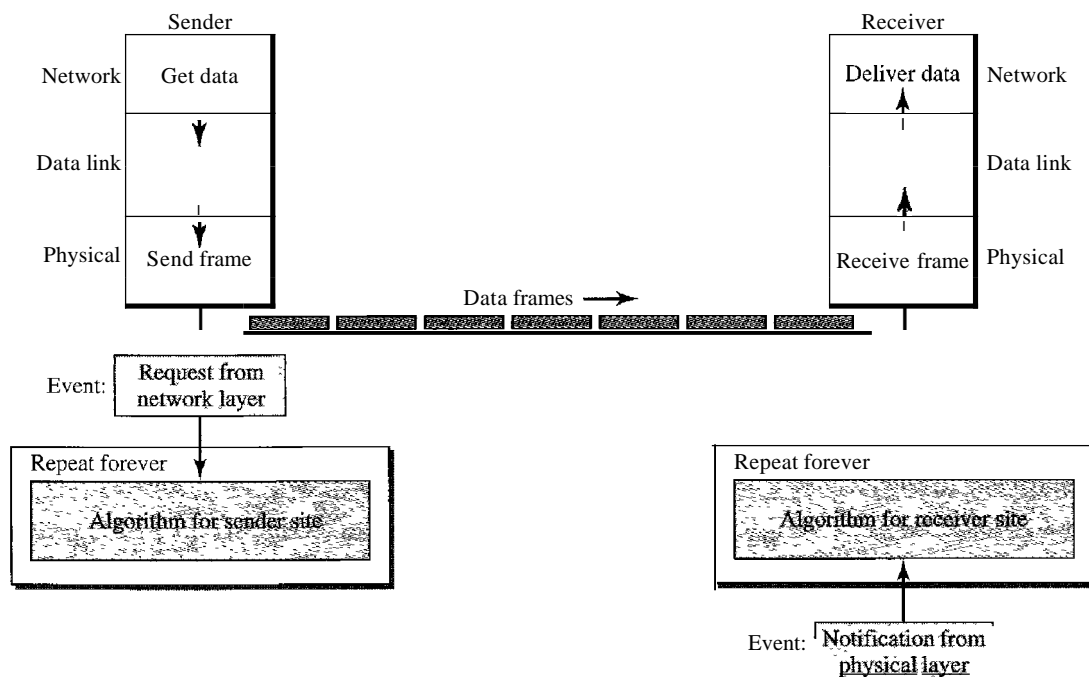 Sender
Receiver
Network
Get data
Deliver data
Network
Data link
Data link
Physical
Send frame
Receive frame
Physical
Data frames
Event:
Request from
network layer
Repeat forever
Algorithm for sender site
Repeat forever
Algorithm for receiver site
Event:
Notification from
physical layer